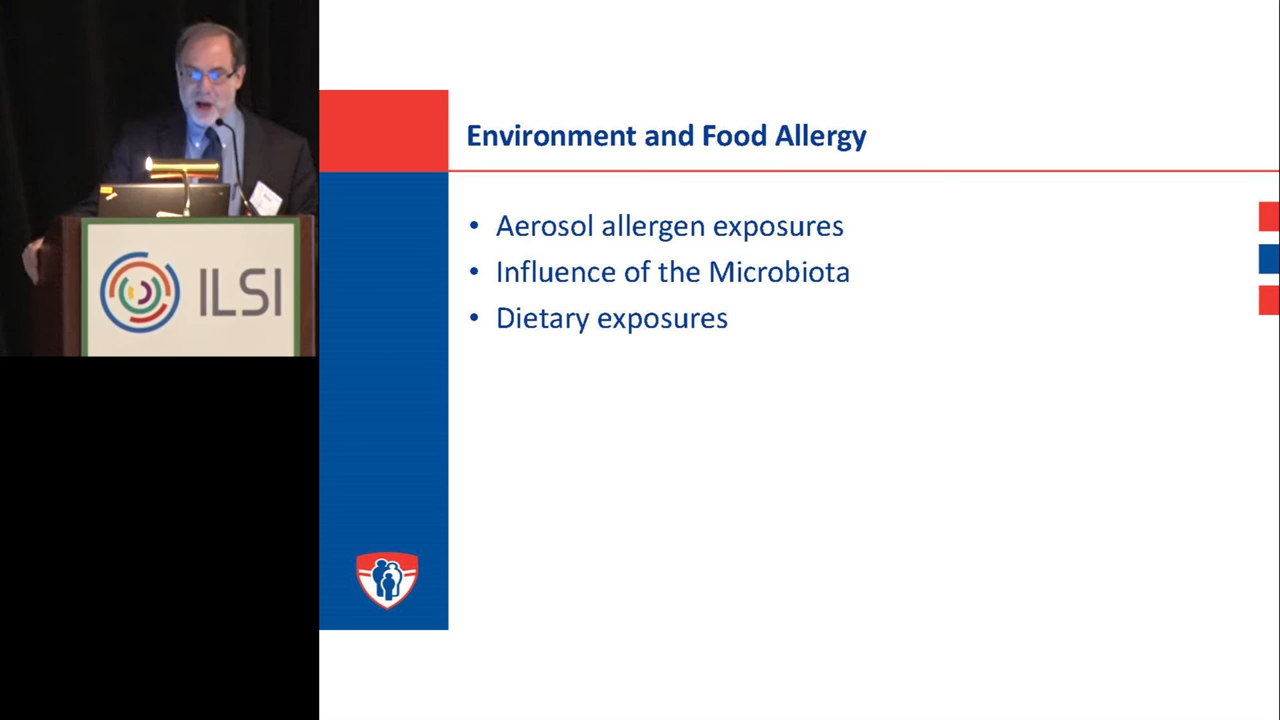 ILSI
Environment and Food Allergy
• Aerosol allergen exposures
• Influence of the Microbiota
• Dietary exposures